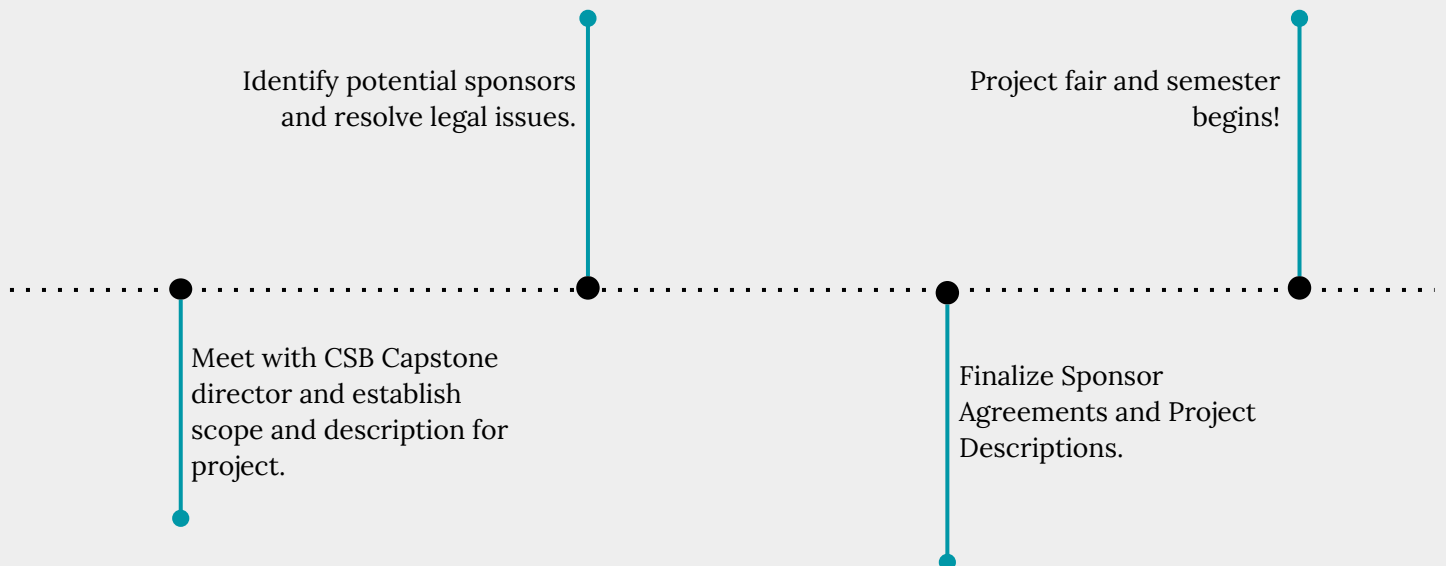 Identify potential sponsors
and resolve legal issues.
Project fair and semester
begins!
Meet with CSB Capstone
director and establish
scope and description for
project.
Finalize Sponsor
Agreements and Project
Descriptions.